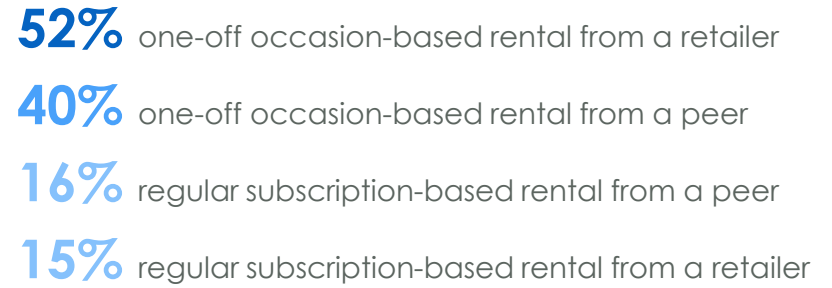 52% one-off occasion-based rental from a retailer
40% one-off occasion-based rental from a peer
16% regular subscription-based rental from a peer
15% regular subscription-based rental from a retailer